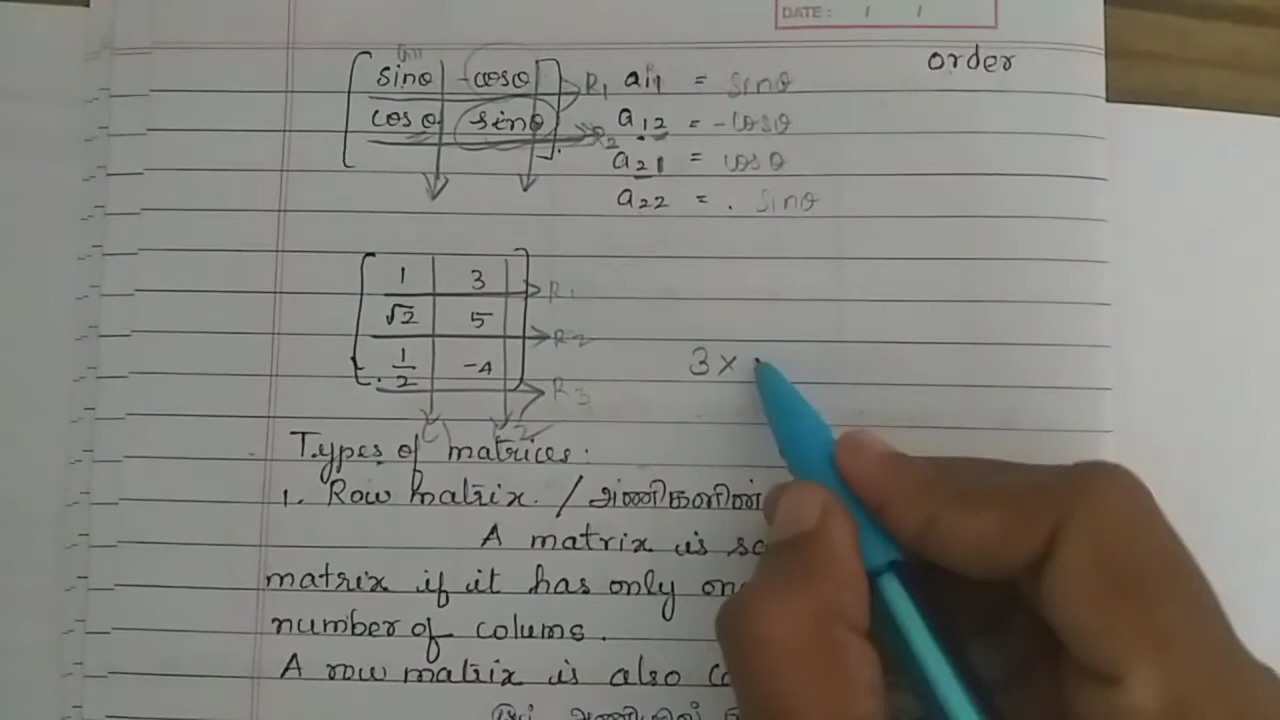 DATE: / /
order
sinθ -cosθ R1 a11 = sinθ
cosθ sinθ R2 a12 = -cosθ
a21 = cosθ
a22 = . sinθ
1 3 R1
√2 5 R2
1/2 -4 R3
3 ×
Types of matrices:
1. Row matrix. /
A matrix is
matrix if it has only
number of colums.
A row matrix is also